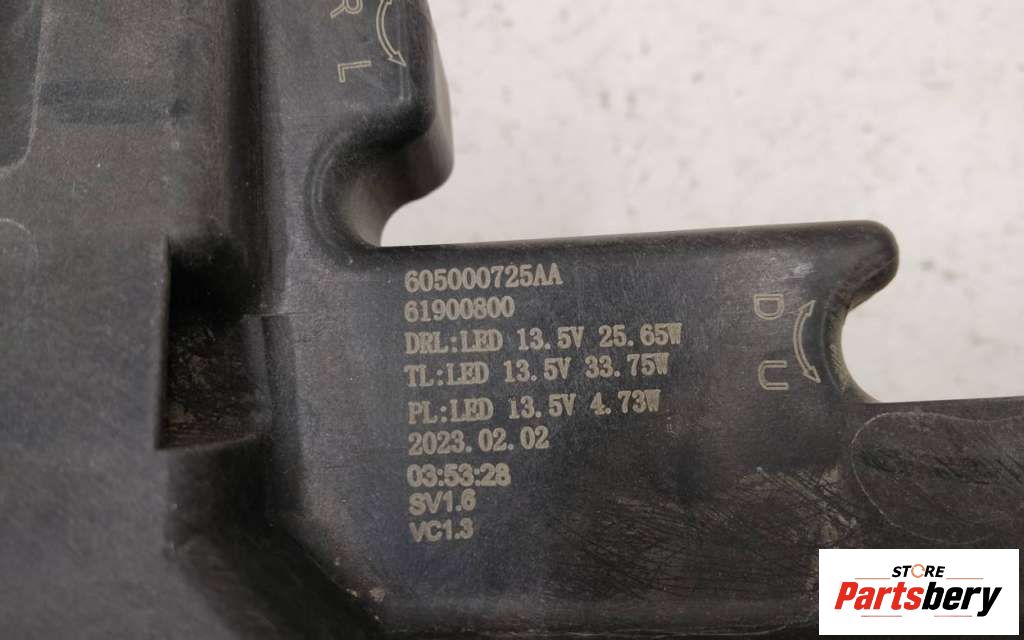 R
L
605000725AA
61900800
DRL:LED 13.5V 25.65W
TL:LED 13.5V 33.75W
PL:LED 13.5V 4.73W
2023.02.02
03:53:28
SV1.6
VC1.3
D
U
STORE
Partsbery